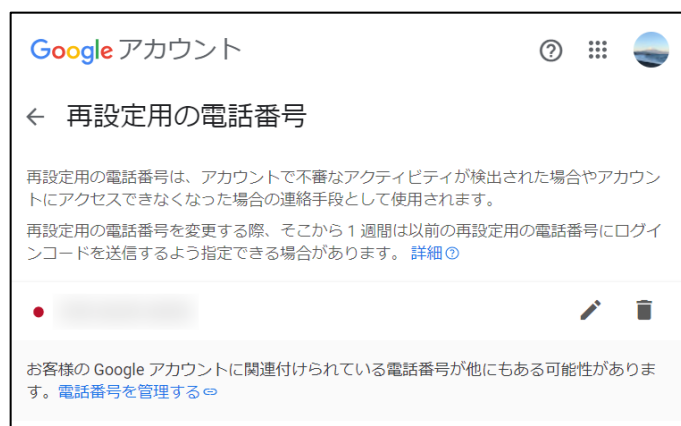 Google アカウント
再設定用の電話番号
再設定用の電話番号は、アカウントで不審なアクティビティが検出された場合やアカウン
トにアクセスできなくなった場合の連絡手段として使用されます。
再設定用の電話番号を変更する際、そこから 1 週間は以前の再設定用の電話番号にログイ
ンコードを送信するよう指定できる場合があります。 詳細
お客様の Google アカウントに関連付けられている電話番号が他にもある可能性がありま
す。電話番号を管理する